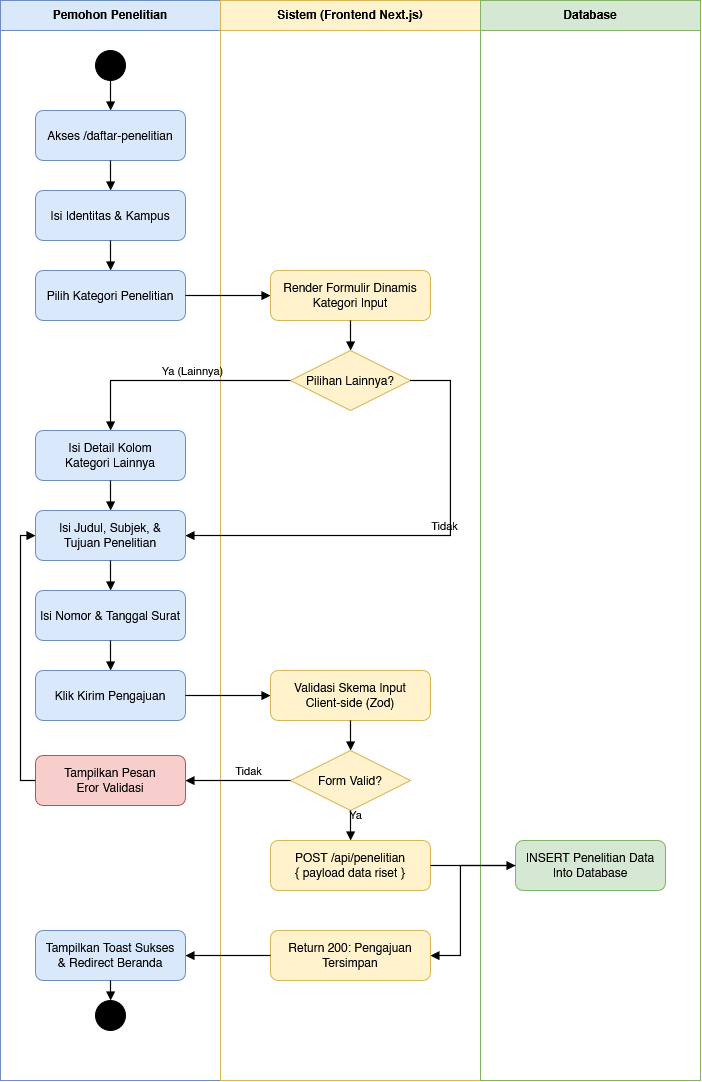 Pemohon Penelitian
Sistem (Frontend Next.js)
Database
Akses /daftar-penelitian
Isi Identitas & Kampus
Pilih Kategori Penelitian
Render Formulir Dinamis
Kategori Input
Pilihan Lainnya?
Ya (Lainnya)
Isi Detail Kolom
Kategori Lainnya
Tidak
Isi Judul, Subjek, &
Tujuan Penelitian
Isi Nomor & Tanggal Surat
Klik Kirim Pengajuan
Validasi Skema Input
Client-side (Zod)
Form Valid?
Tidak
Tampilkan Pesan
Eror Validasi
Ya
POST /api/penelitian
{ payload data riset }
INSERT Penelitian Data
Into Database
Return 200: Pengajuan
Tersimpan
Tampilkan Toast Sukses
& Redirect Beranda